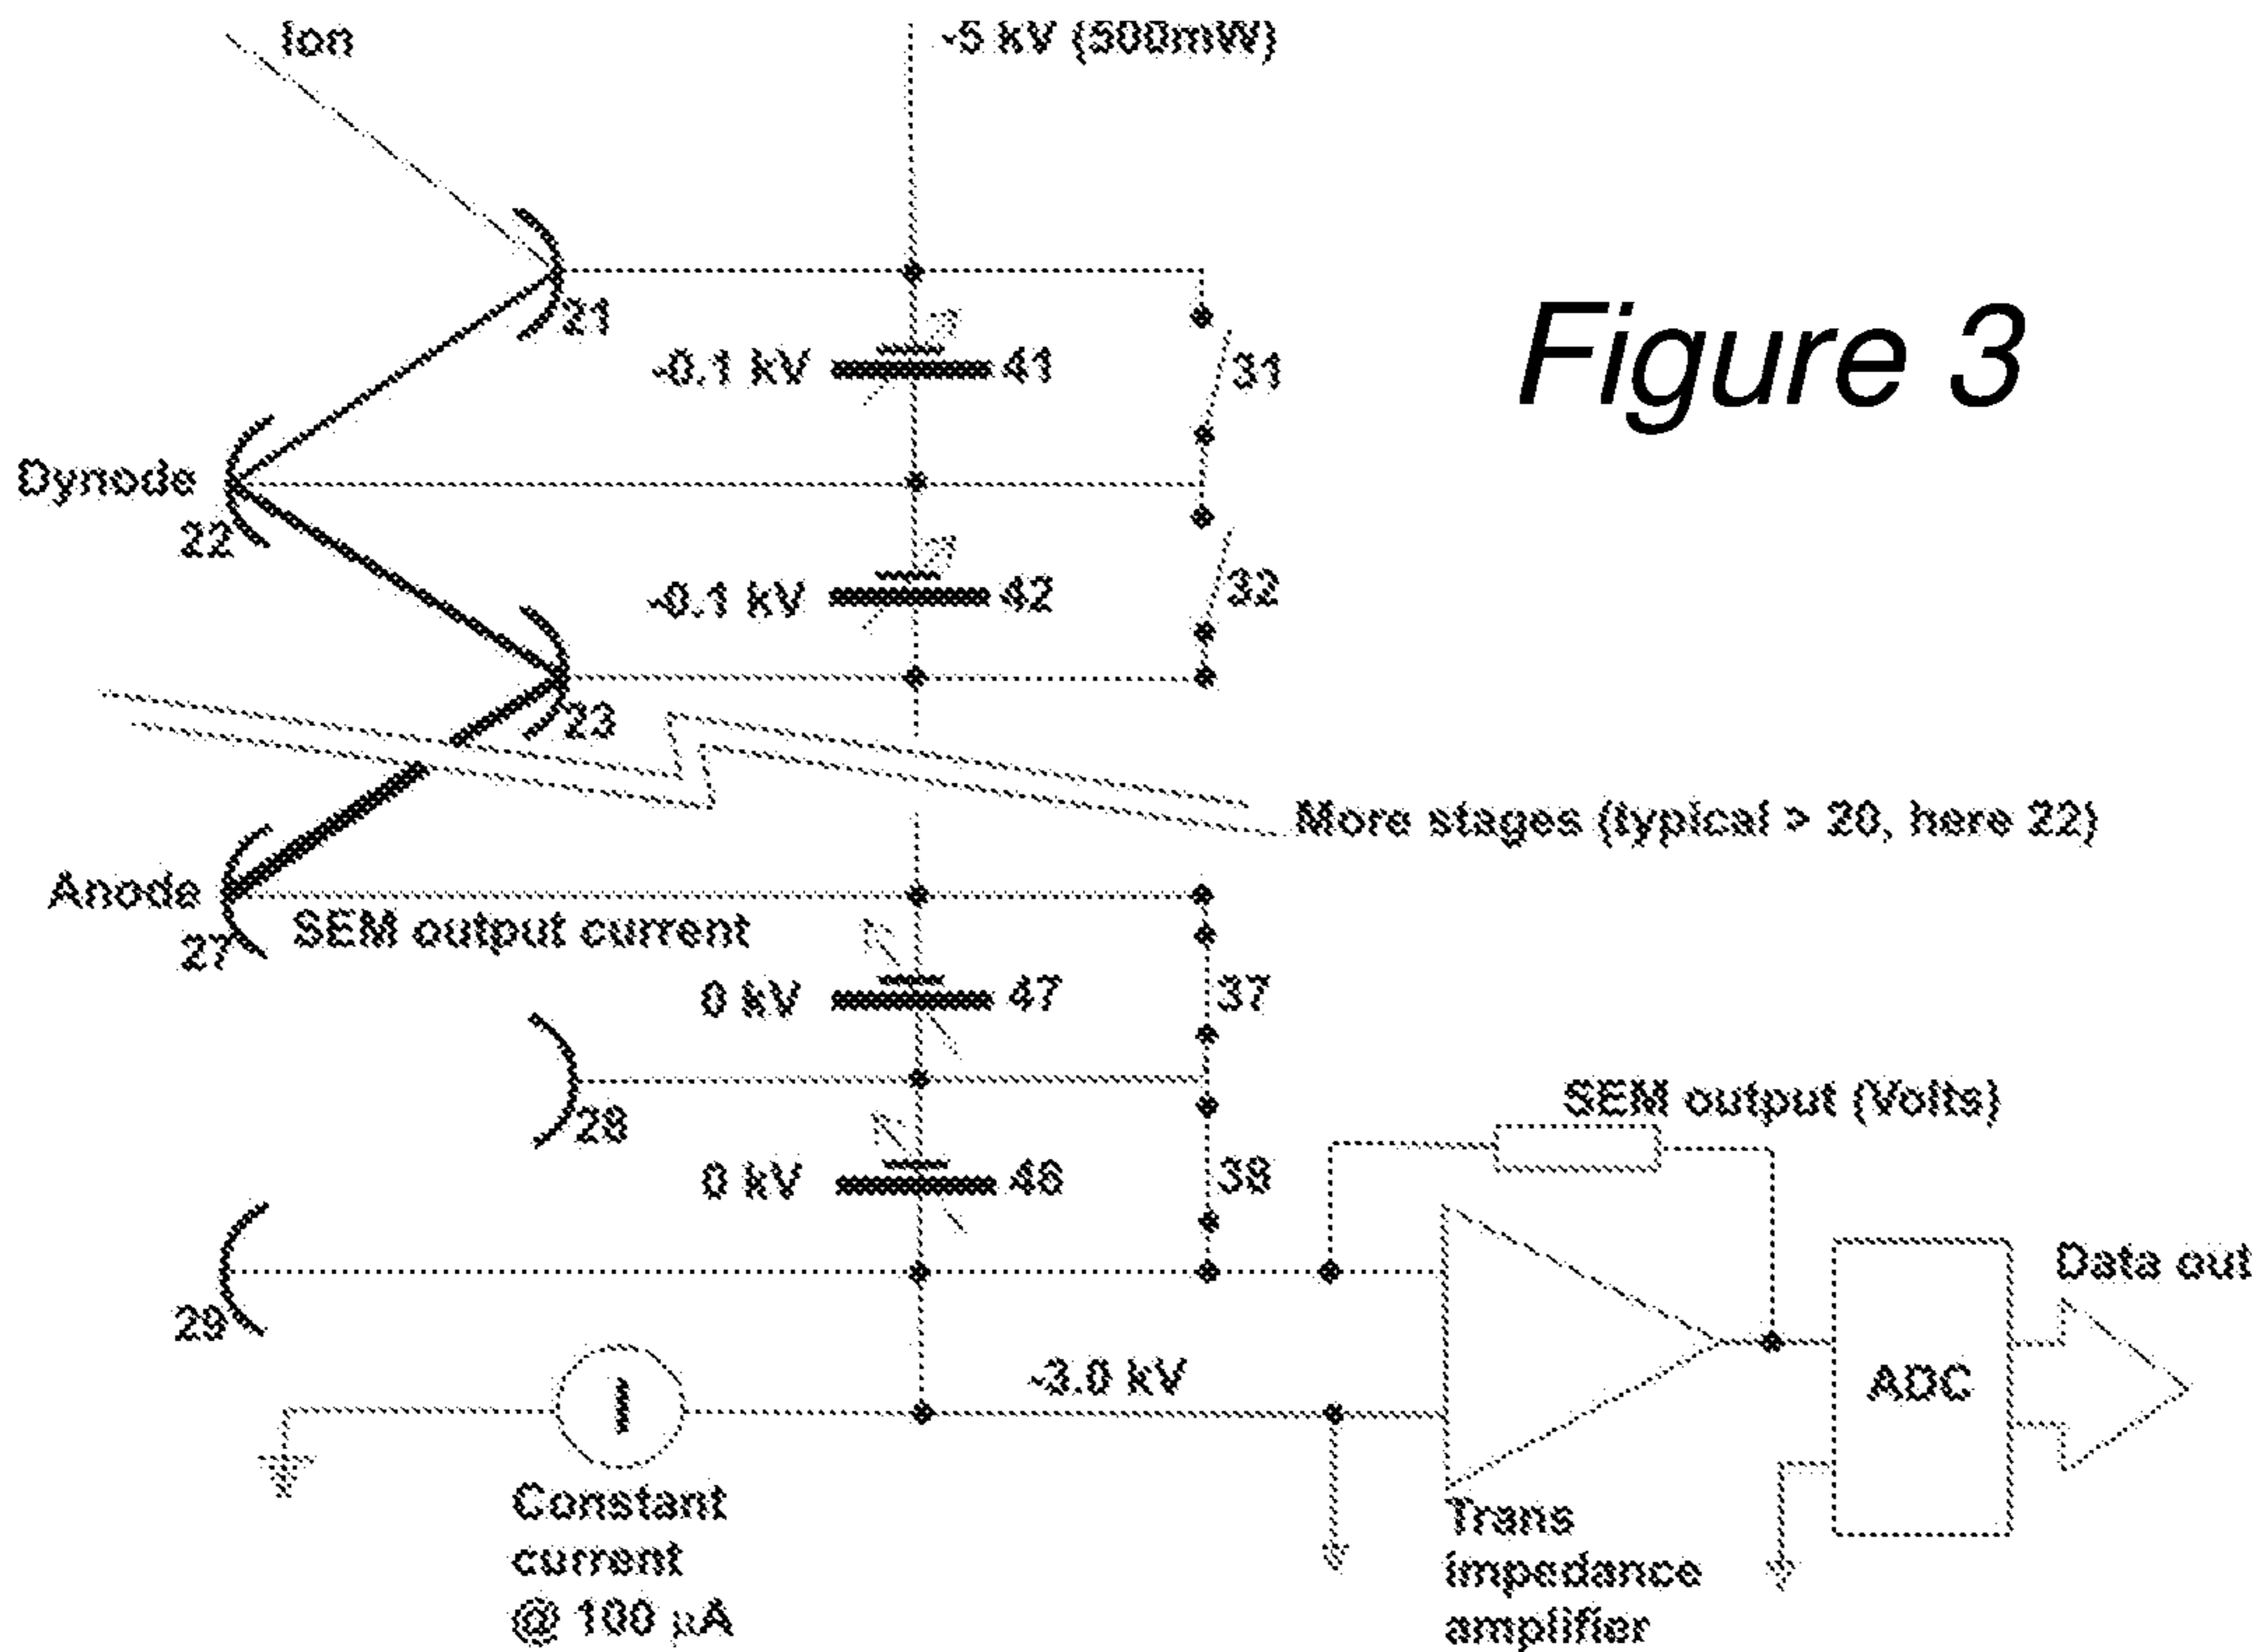 Ion
-5 kV (500mW)
Figure 3
21
-0.1 kV
41
31
Dynode
22
-0.1 kV
42
32
23
More stages (typical > 20, here 22)
Anode
27
SEM output current
0 kV
47
37
28
SEM output (Volts)
0 kV
48
38
29
Data out
-3.0 kV
ADC
Constant
current
@ 100 µA
Trans
impedance
amplifier